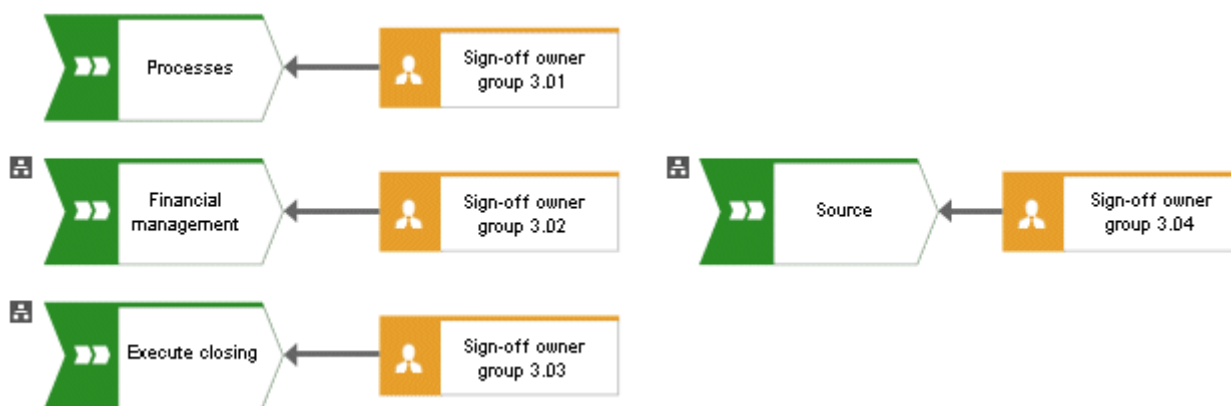 Processes
Sign-off owner
group 3.01
Financial
management
Sign-off owner
group 3.02
Source
Sign-off owner
group 3.04
Execute closing
Sign-off owner
group 3.03